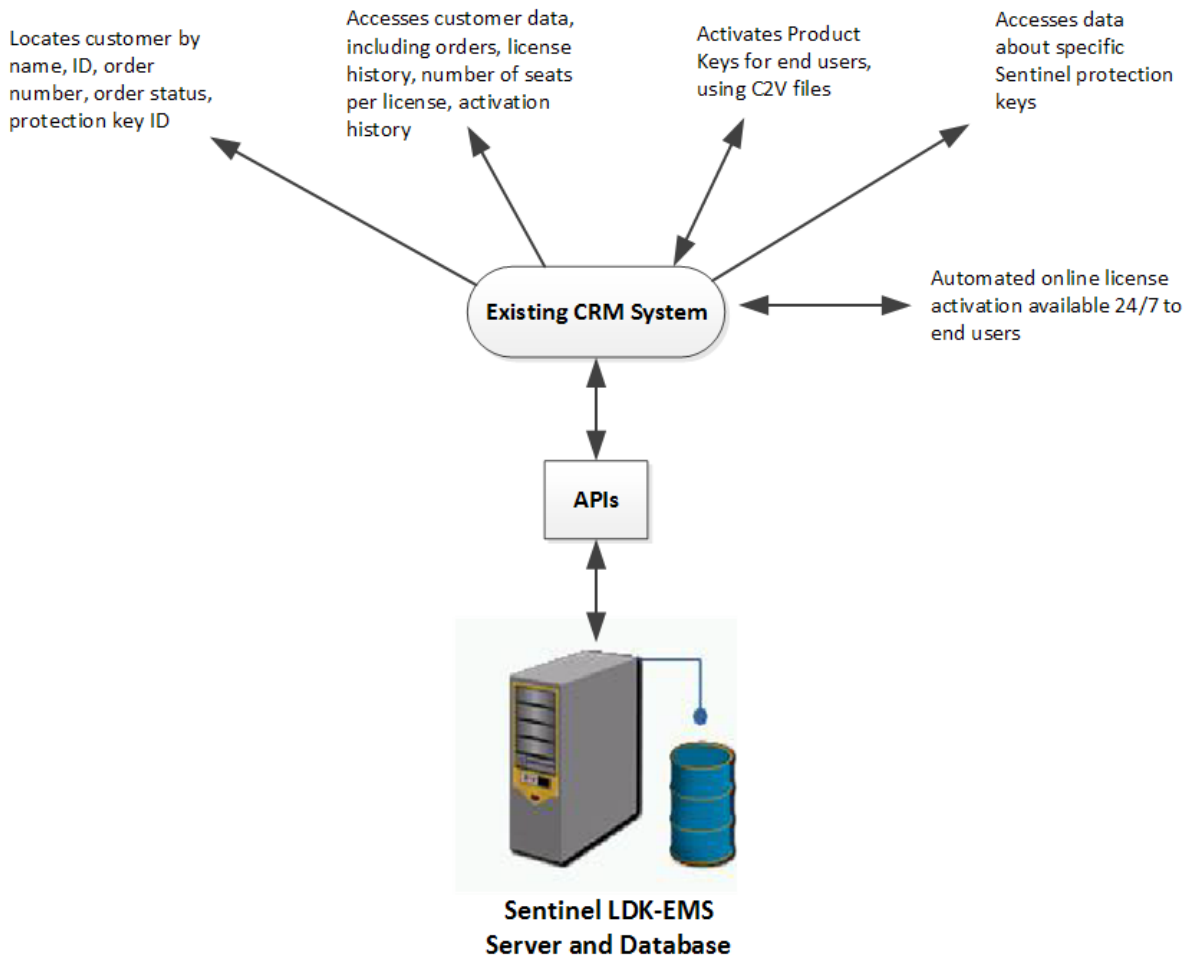 Locates customer by
name, ID, order
number, order status,
protection key ID
Accesses customer data,
including orders, license
history, number of seats
per license, activation
history
Activates Product
Keys for end users,
using C2V files
Accesses data
about specific
Sentinel protection
keys
Existing CRM System
Automated online license
activation available 24/7 to
end users
APIs
Sentinel LDK-EMS
Server and Database